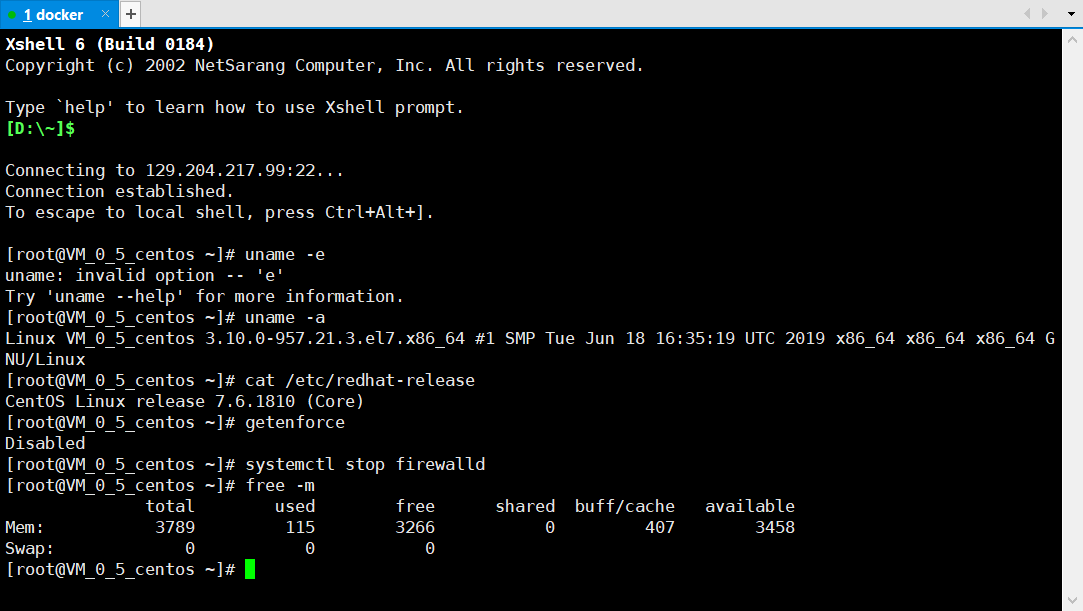 1 docker
Xshell 6 (Build 0184)
Copyright (c) 2002 NetSarang Computer, Inc. All rights reserved.
Type `help' to learn how to use Xshell prompt.
[D:\~]$
Connecting to 129.204.217.99:22...
Connection established.
To escape to local shell, press Ctrl+Alt+].
[root@VM_0_5_centos ~]# uname -e
uname: invalid option -- 'e'
Try 'uname --help' for more information.
[root@VM_0_5_centos ~]# uname -a
Linux VM_0_5_centos 3.10.0-957.21.3.el7.x86_64 #1 SMP Tue Jun 18 16:35:19 UTC 2019 x86_64 x86_64 x86_64 G
NU/Linux
[root@VM_0_5_centos ~]# cat /etc/redhat-release
CentOS Linux release 7.6.1810 (Core)
[root@VM_0_5_centos ~]# getenforce
Disabled
[root@VM_0_5_centos ~]# systemctl stop firewalld
[root@VM_0_5_centos ~]# free -m
              total        used        free      shared  buff/cache   available
Mem:           3789         115        3266           0         407        3458
Swap:             0           0           0
[root@VM_0_5_centos ~]#